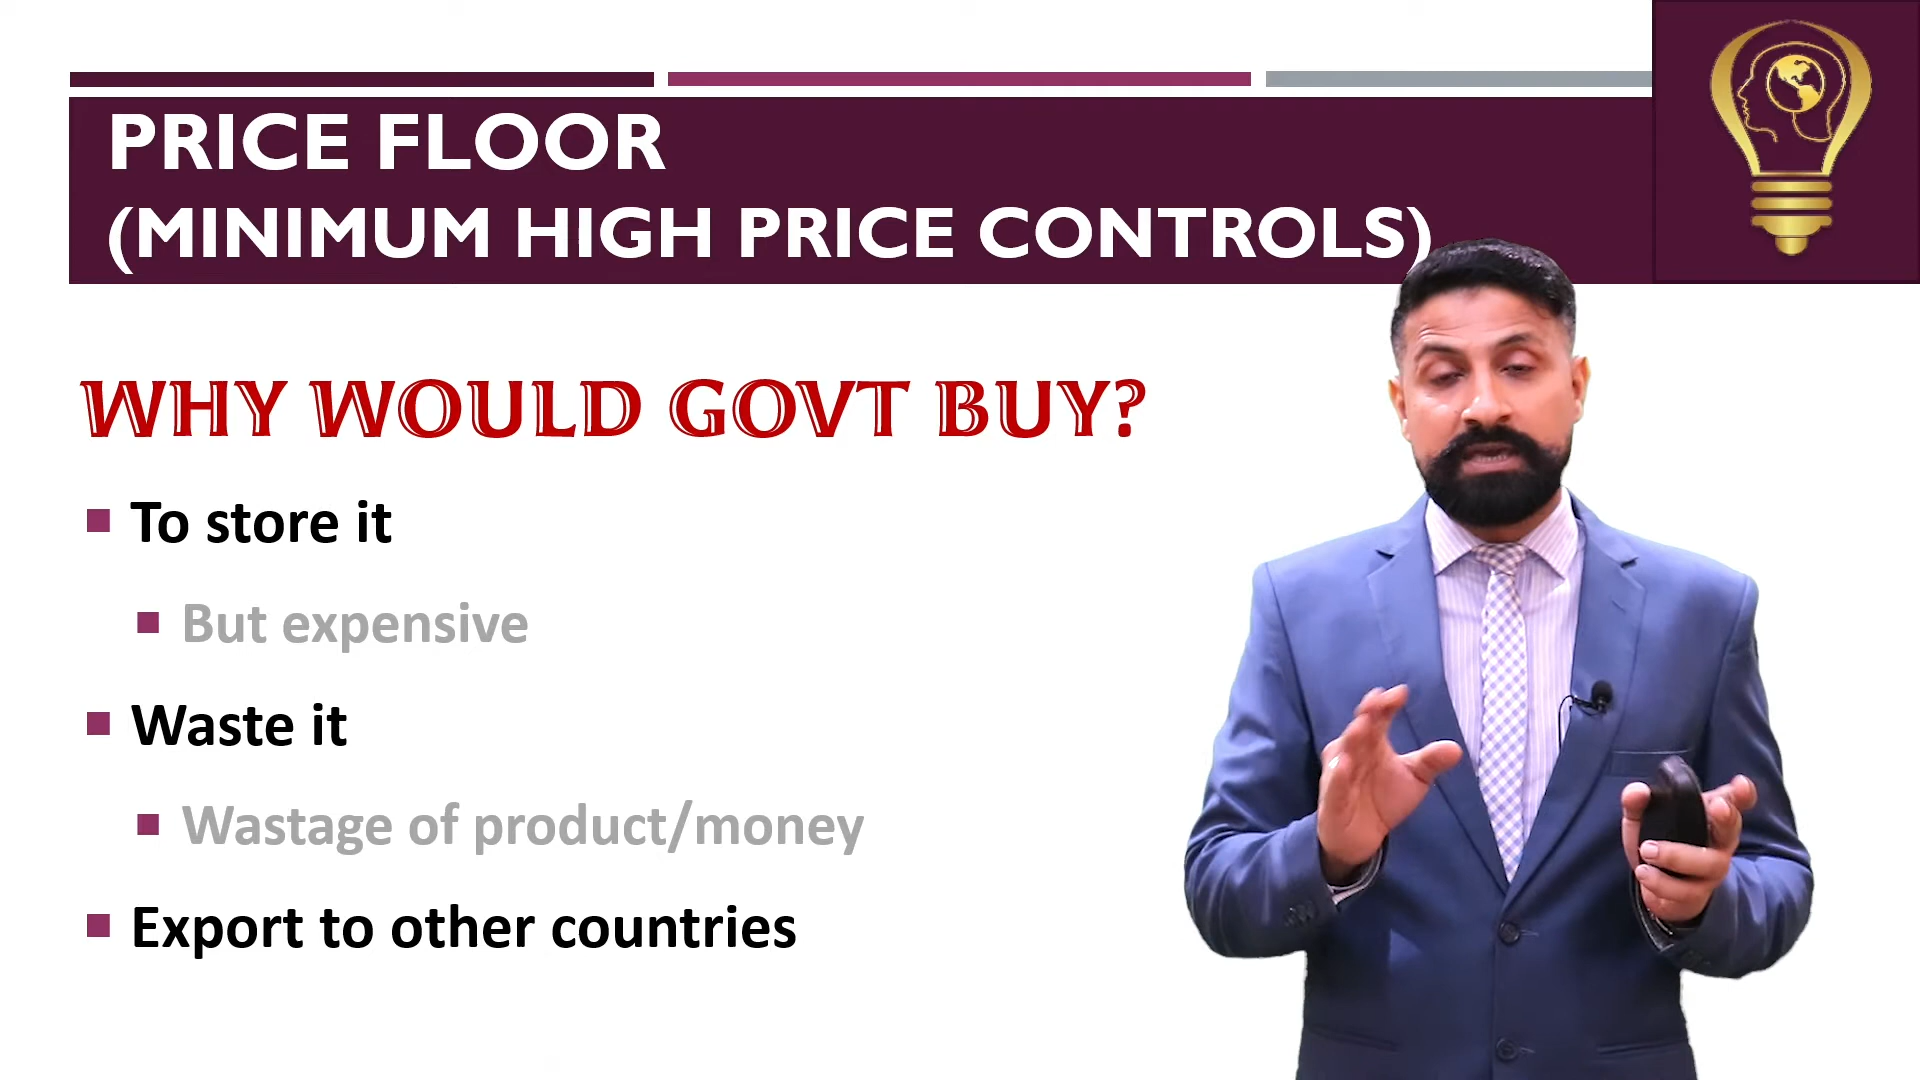 PRICE FLOOR
(MINIMUM HIGH PRICE CONTROLS)
WHY WOULD GOVT BUY?
To store it
But expensive
Waste it
Wastage of product/money
Export to other countries